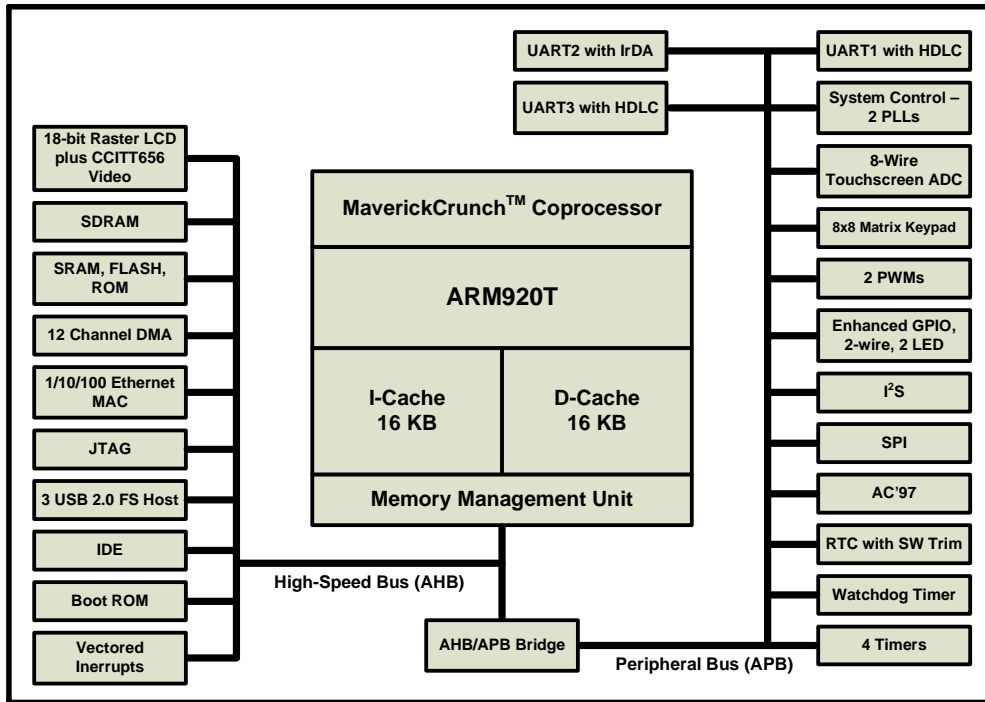 UART2 with IrDA
UART3 with HDLC
18-bit Raster LCD
plus CCITT656
Video
SDRAM
SRAM, FLASH,
ROM
12 Channel DMA
1/10/100 Ethernet
MAC
JTAG
3 USB 2.0 FS Host
IDE
Boot ROM
Vectored
Inerrupts
MaverickCrunch™ Coprocessor
ARM920T
I-Cache
16 KB
D-Cache
16 KB
Memory Management Unit
High-Speed Bus (AHB)
AHB/APB Bridge
Peripheral Bus (APB)
UART1 with HDLC
System Control –
2 PLLs
8-Wire
Touchscreen ADC
8x8 Matrix Keypad
2 PWMs
Enhanced GPIO,
2-wire, 2 LED
I²S
SPI
AC’97
RTC with SW Trim
Watchdog Timer
4 Timers